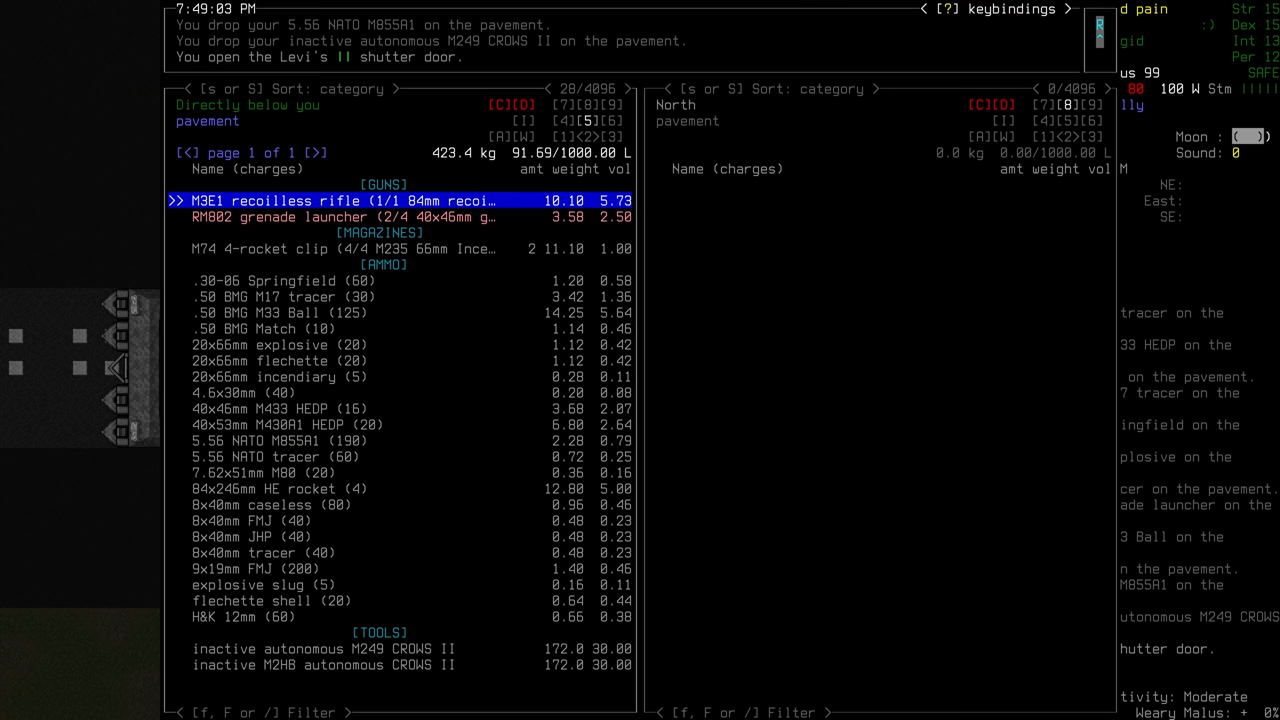 7:49:03 PM < [?] keybindings > d pain Str 15
You drop your 5.56 NATO M855A1 on the pavement. R :) Dex 15
You drop your inactive autonomous M249 CROWS II on the pavement. ^ gid Int 13
You open the Levi's || shutter door. Per 12
us 99 SAFE
< [s or S] Sort: category > < 28/4096 > < [s or S] Sort: category > < 0/4096 > 80 100 W Stm |||||
Directly below you [C][D] [7][8][9] North [C][D] [7][8][9] lly
pavement [I] [4][5][6] pavement [I] [4][5][6]
[A][W] [1]<2>[3] [A][W] [1]<2>[3] Moon : ( )
[<] page 1 of 1 [>] 423.4 kg 91.69/1000.00 L 0.0 kg 0.00/1000.00 L Sound: 0
Name (charges) amt weight vol Name (charges) amt weight vol M
[GUNS] NE:
>> M3E1 recoilless rifle (1/1 84mm recoi… 10.10 5.73 East:
RM802 grenade launcher (2/4 40x46mm g… 3.58 2.50 SE:
[MAGAZINES]
M74 4-rocket clip (4/4 M235 66mm Ince… 2 11.10 1.00
[AMMO]
.30-06 Springfield (60) 1.20 0.58
.50 BMG M17 tracer (30) 3.42 1.36
.50 BMG M33 Ball (125) 14.25 5.64 tracer on the
.50 BMG Match (10) 1.14 0.46
20x66mm explosive (20) 1.12 0.42 33 HEDP on the
20x66mm flechette (20) 1.12 0.42
20x66mm incendiary (5) 0.28 0.11 on the pavement.
4.6x30mm (40) 0.20 0.08 7 tracer on the
40x46mm M433 HEDP (16) 3.68 2.07
40x53mm M430A1 HEDP (20) 6.80 2.64 ingfield on the
5.56 NATO M855A1 (190) 2.28 0.79
5.56 NATO tracer (60) 0.72 0.25 plosive on the
7.62x51mm M80 (20) 0.36 0.16
84x246mm HE rocket (4) 12.80 5.00 cer on the pavement.
8x40mm caseless (80) 0.96 0.46 ade launcher on the
8x40mm FMJ (40) 0.48 0.23
8x40mm JHP (40) 0.48 0.23 3 Ball on the
8x40mm tracer (40) 0.48 0.23
9x19mm FMJ (200) 1.40 0.46 n the pavement.
explosive slug (5) 0.16 0.11 M855A1 on the
flechette shell (20) 0.64 0.44
H&K 12mm (60) 0.66 0.38 utonomous M249 CROWS
[TOOLS]
inactive autonomous M249 CROWS II 172.0 30.00 hutter door.
inactive M2HB autonomous CROWS II 172.0 30.00
tivity: Moderate
< [f, F or /] Filter > < [f, F or /] Filter > Weary Malus: + 0%